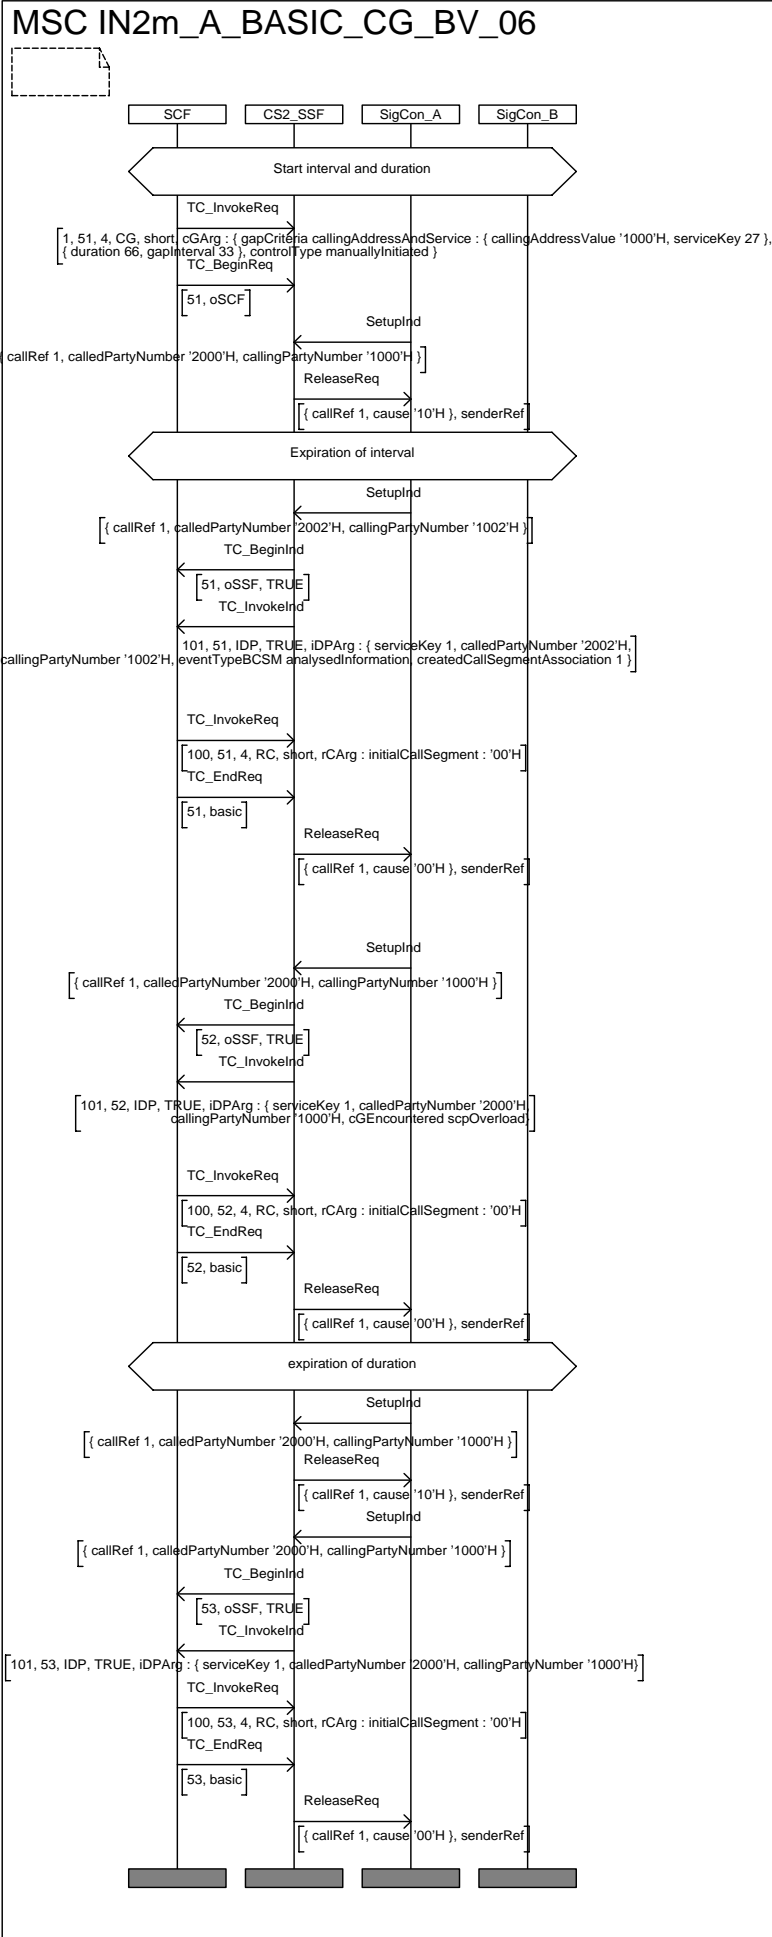 MSC IN2m_A_BASIC_CG_BV_06
SCF CS2_SSF SigCon_A SigCon_B
Start interval and duration
TC_InvokeReq
1, 51, 4, CG, short, cGArg : { gapCriteria callingAddressAndService : { callingAddressValue '1000'H, serviceKey 27 },
{ duration 66, gapInterval 33 }, controlType manuallyInitiated }
TC_BeginReq
51, oSCF
SetupInd
{ callRef 1, calledPartyNumber '2000'H, callingPartyNumber '1000'H }
ReleaseReq
{ callRef 1, cause '10'H }, senderRef
Expiration of interval
SetupInd
{ callRef 1, calledPartyNumber '2002'H, callingPartyNumber '1002'H }
TC_BeginInd
51, oSSF, TRUE
TC_InvokeInd
101, 51, IDP, TRUE, iDPArg : { serviceKey 1, calledPartyNumber '2002'H,
callingPartyNumber '1002'H, eventTypeBCSM analysedInformation, createdCallSegmentAssociation 1 }
TC_InvokeReq
100, 51, 4, RC, short, rCArg : initialCallSegment : '00'H
TC_EndReq
51, basic
ReleaseReq
{ callRef 1, cause '00'H }, senderRef
SetupInd
{ callRef 1, calledPartyNumber '2000'H, callingPartyNumber '1000'H }
TC_BeginInd
52, oSSF, TRUE
TC_InvokeInd
101, 52, IDP, TRUE, iDPArg : { serviceKey 1, calledPartyNumber '2000'H,
callingPartyNumber '1000'H, cGEncountered scpOverload}
TC_InvokeReq
100, 52, 4, RC, short, rCArg : initialCallSegment : '00'H
TC_EndReq
52, basic
ReleaseReq
{ callRef 1, cause '00'H }, senderRef
expiration of duration
SetupInd
{ callRef 1, calledPartyNumber '2000'H, callingPartyNumber '1000'H }
ReleaseReq
{ callRef 1, cause '10'H }, senderRef
SetupInd
{ callRef 1, calledPartyNumber '2000'H, callingPartyNumber '1000'H }
TC_BeginInd
53, oSSF, TRUE
TC_InvokeInd
101, 53, IDP, TRUE, iDPArg : { serviceKey 1, calledPartyNumber '2000'H, callingPartyNumber '1000'H}
TC_InvokeReq
100, 53, 4, RC, short, rCArg : initialCallSegment : '00'H
TC_EndReq
53, basic
ReleaseReq
{ callRef 1, cause '00'H }, senderRef